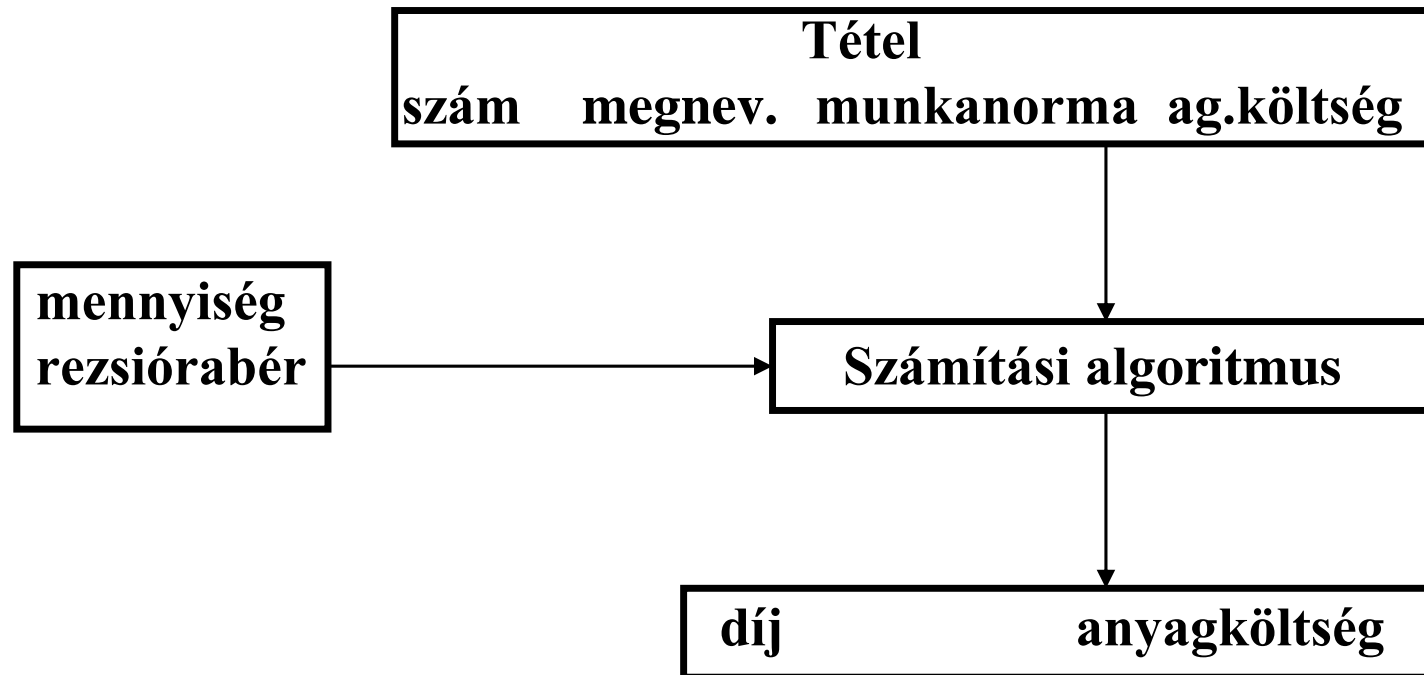 Tétel
szám megnev. munkanorma ag.költség
mennyiség
rezsiórabér
Számítási algoritmus
díj anyagköltség